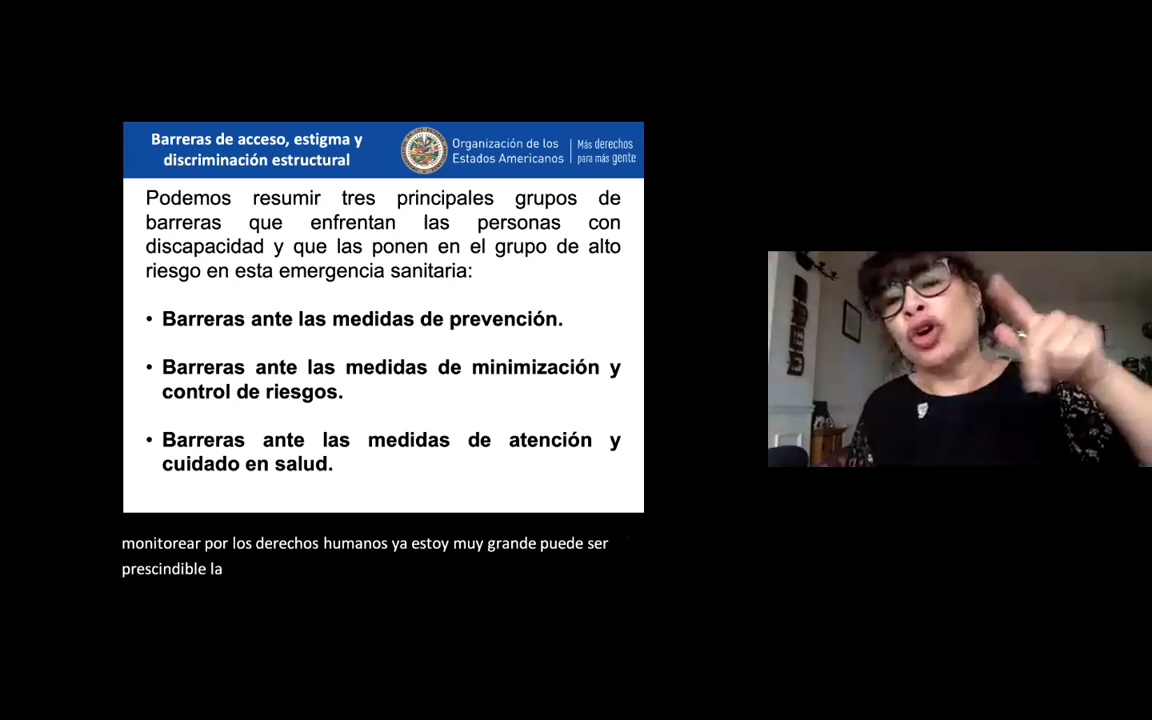 Barreras de acceso, estigma y
discriminación estructural
Organización de los
Estados Americanos
Más derechos
para más gente
Podemos resumir tres principales grupos de
barreras que enfrentan las personas con
discapacidad y que las ponen en el grupo de alto
riesgo en esta emergencia sanitaria:
• Barreras ante las medidas de prevención.
• Barreras ante las medidas de minimización y
control de riesgos.
• Barreras ante las medidas de atención y
cuidado en salud.
monitorear por los derechos humanos ya estoy muy grande puede ser
prescindible la